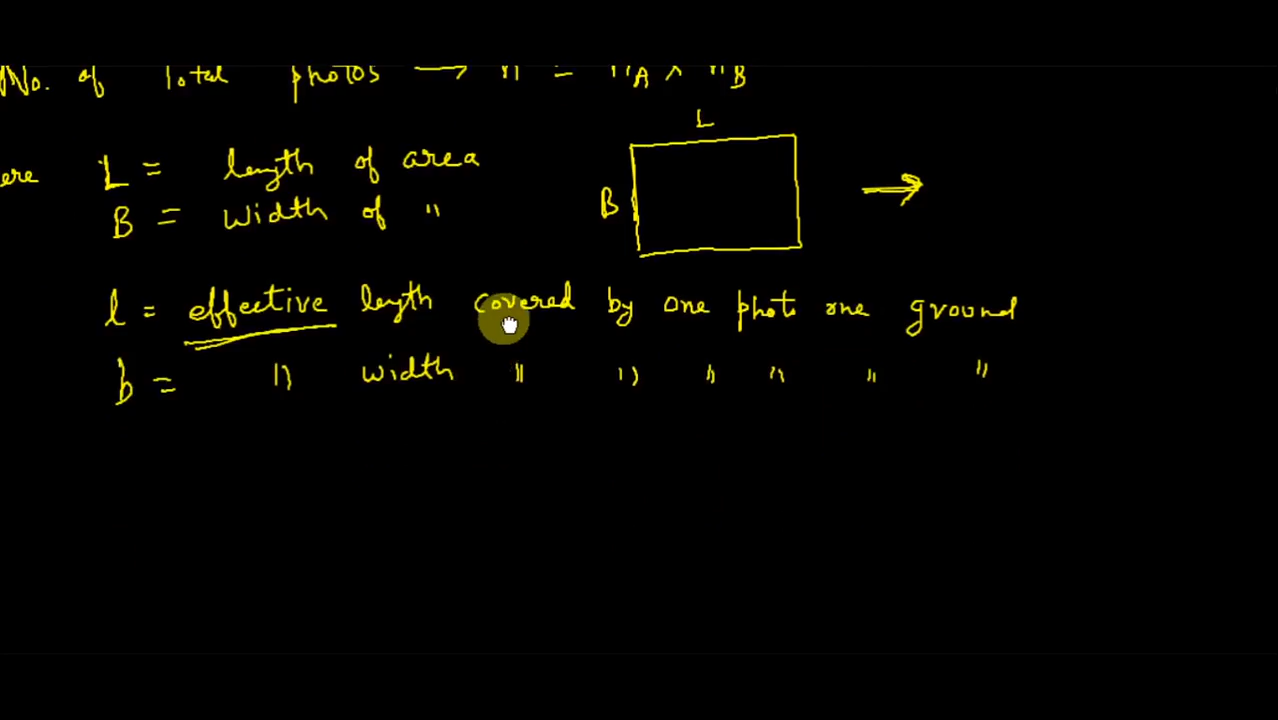 No. of Total photos → n = nA × nB
L
ere L = length of area
B = width of "
B
l = effective length covered by one photo one ground
b = " width " " " " " "